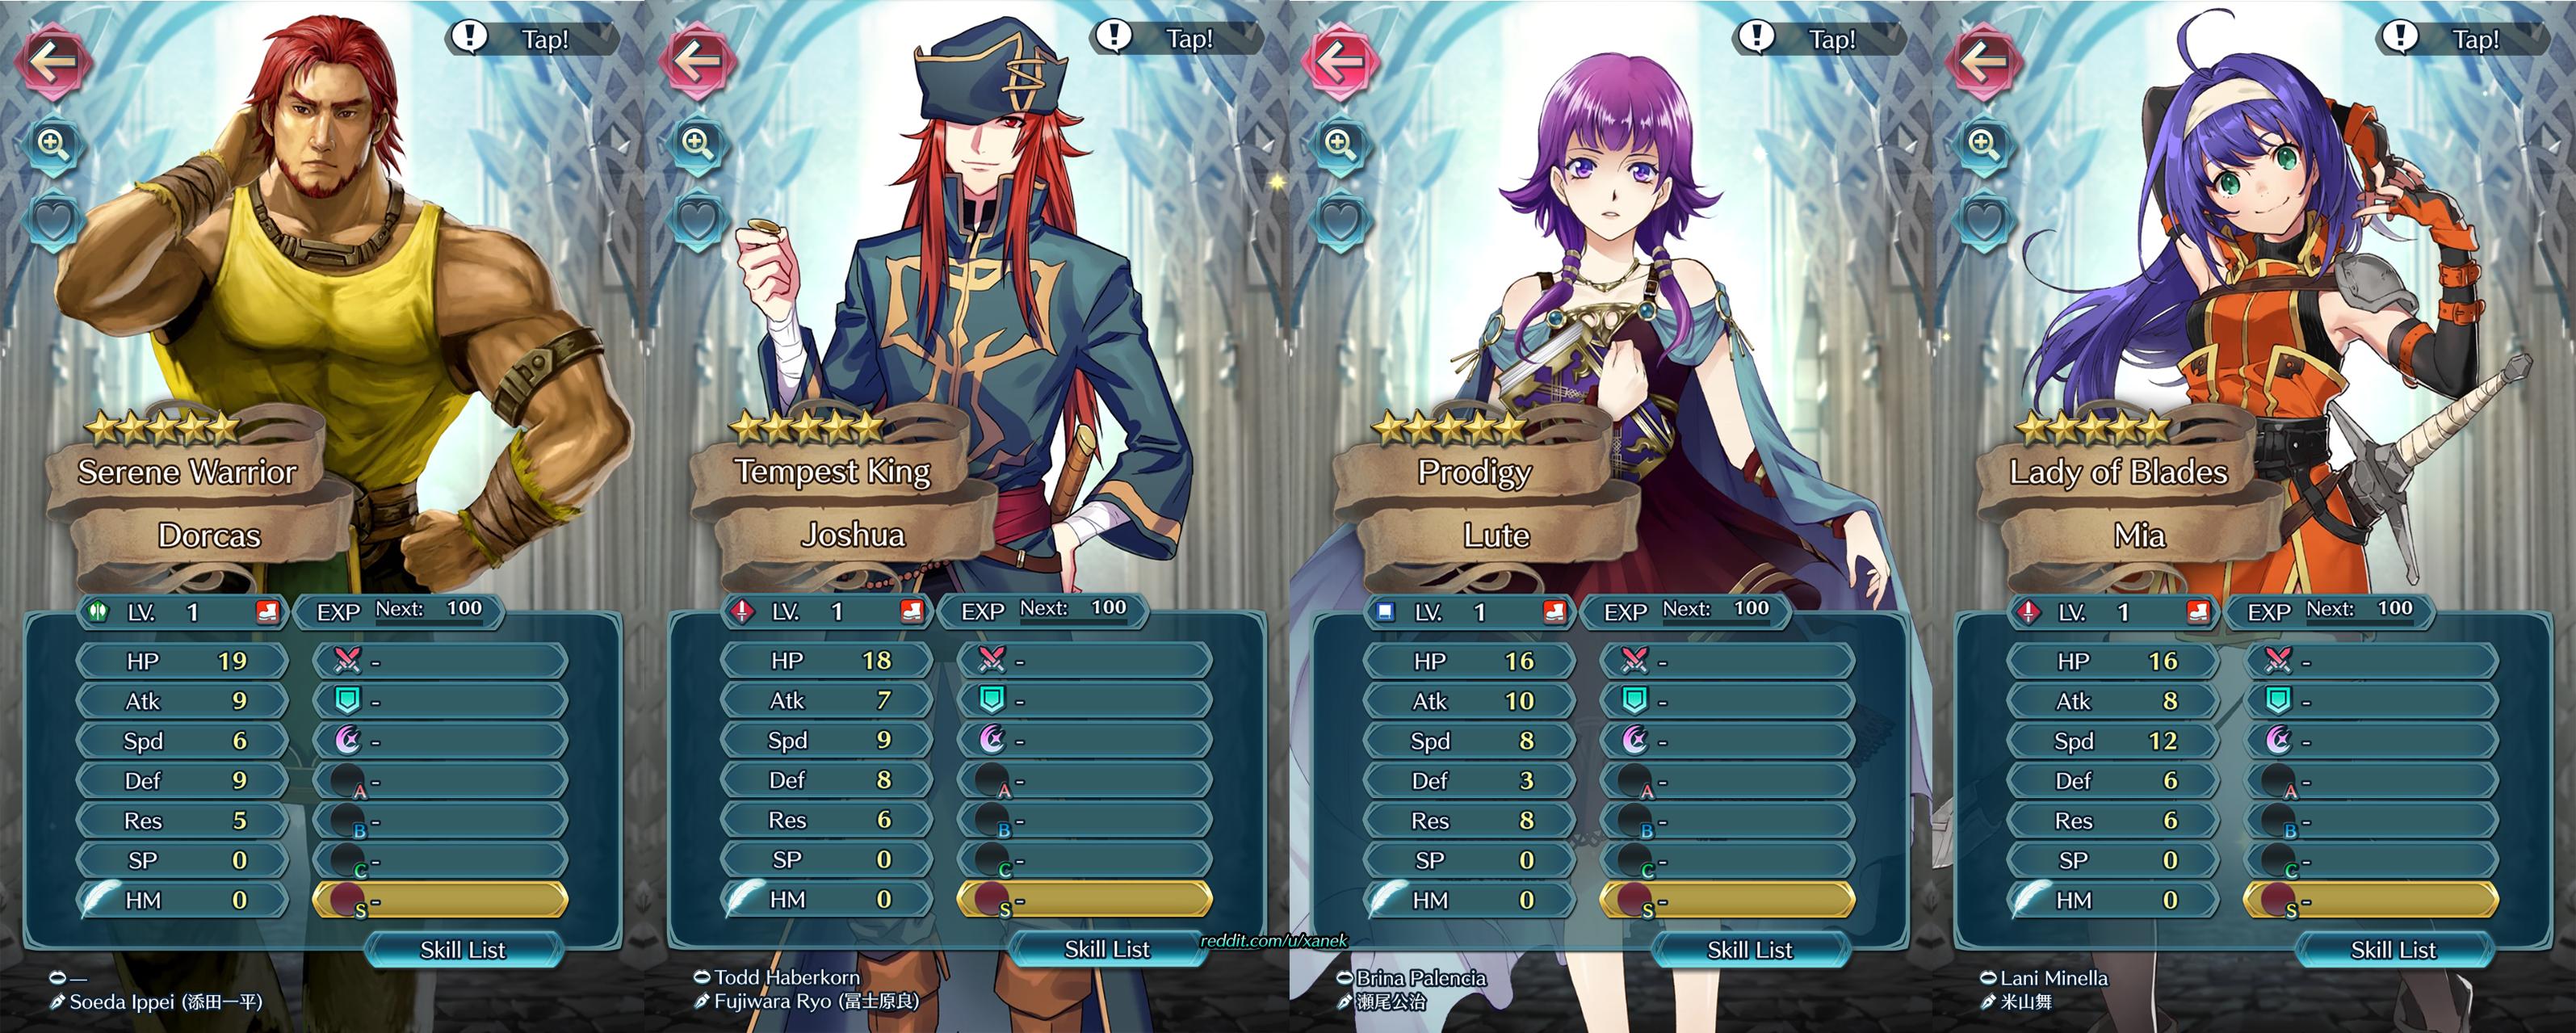 Tap!
Serene Warrior
Dorcas
LV. 1
EXP Next: 100
HP 19 -
Atk 9 -
Spd 6 -
Def 9 A -
Res 5 B -
SP 0 C -
HM 0 S -
Skill List
—
Soeda Ippei (添田一平)
Tap!
Tempest King
Joshua
LV. 1
EXP Next: 100
HP 18 -
Atk 7 -
Spd 9 -
Def 8 A -
Res 6 B -
SP 0 C -
HM 0 S -
Skill List
Todd Haberkorn
Fujiwara Ryo (冨士原良)
reddit.com/u/xanek
Tap!
Prodigy
Lute
LV. 1
EXP Next: 100
HP 16 -
Atk 10 -
Spd 8 -
Def 3 A -
Res 8 B -
SP 0 C -
HM 0 S -
Skill List
Brina Palencia
瀬尾公治
Tap!
Lady of Blades
Mia
LV. 1
EXP Next: 100
HP 16 -
Atk 8 -
Spd 12 -
Def 6 A -
Res 6 B -
SP 0 C -
HM 0 S -
Skill List
Lani Minella
米山舞